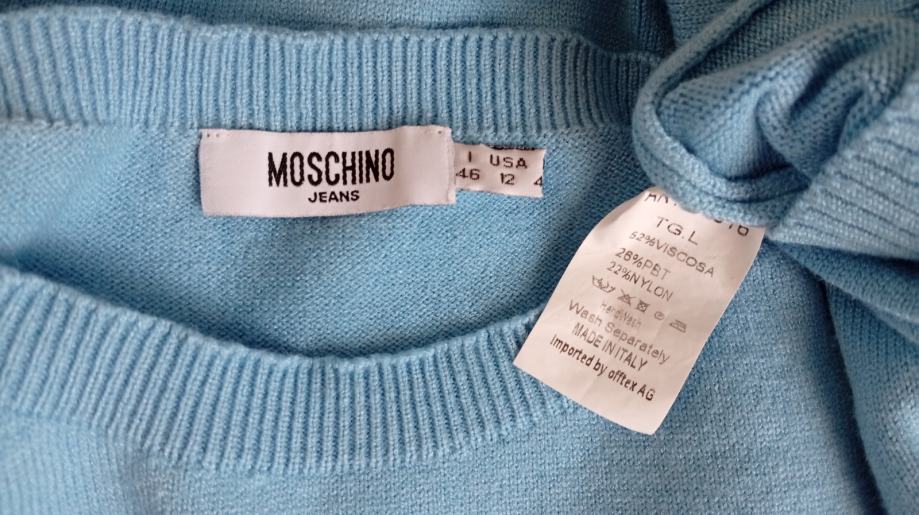 MOSCHINO
JEANS
I USA
46 12 4
TG.L
52%VISCOSA
28%PBT
22%NYLON
Hand Wash
Wash Separately
MADE IN ITALY
Imported by offtex AG